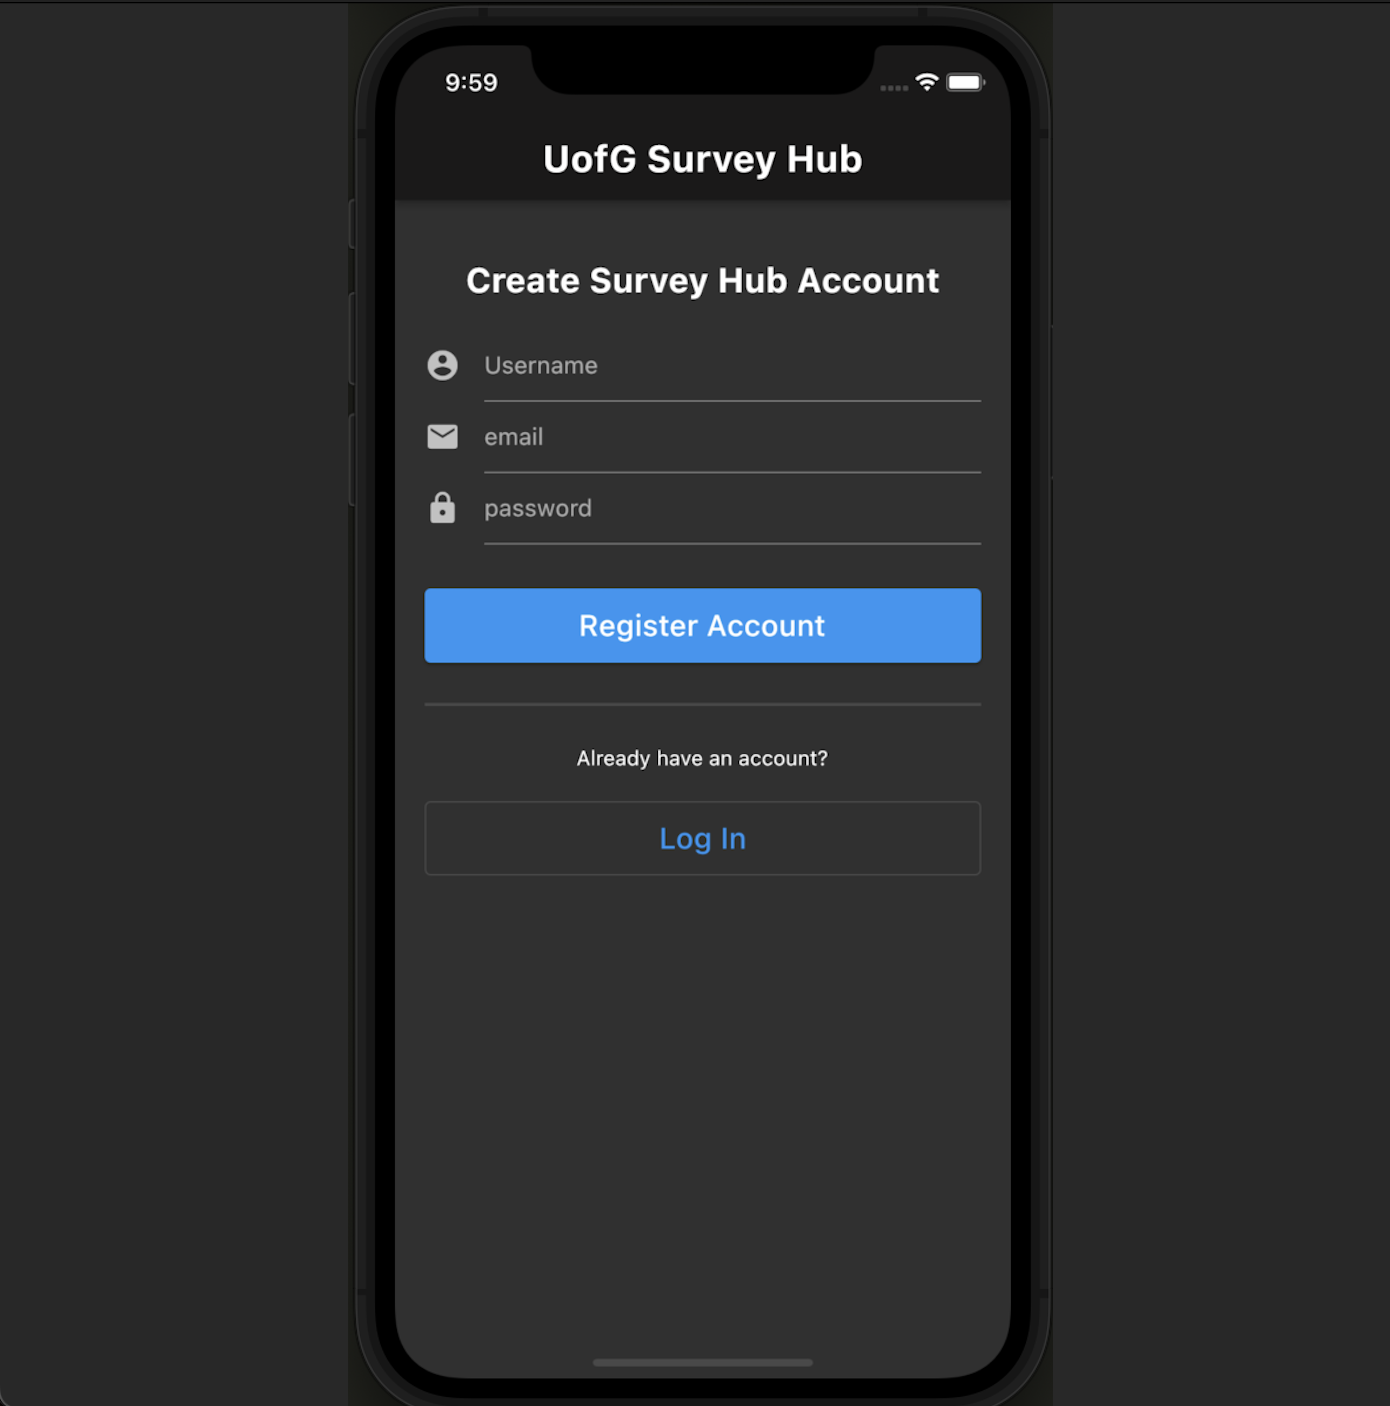 9:59
UofG Survey Hub
Create Survey Hub Account
Username
email
password
Register Account
Already have an account?
Log In